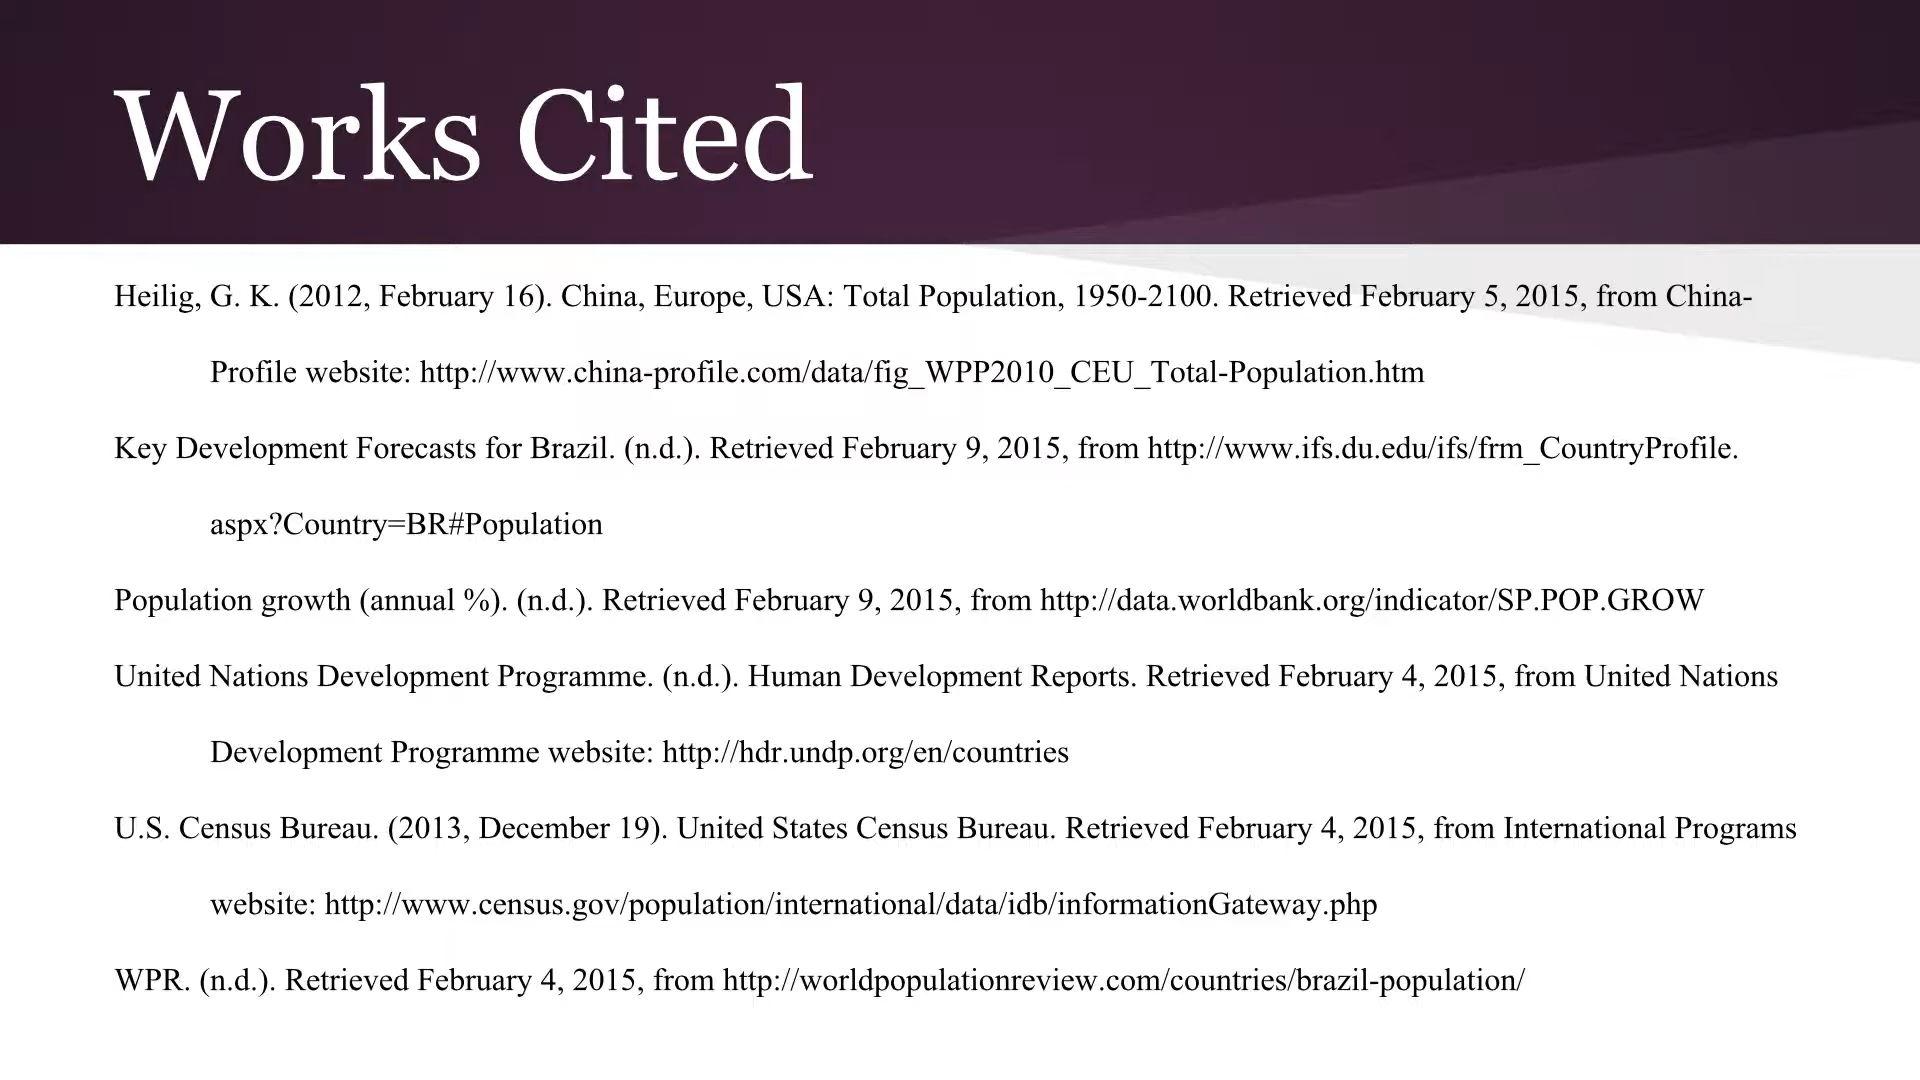 Works Cited
Heilig, G. K. (2012, February 16). China, Europe, USA: Total Population, 1950-2100. Retrieved February 5, 2015, from China-
Profile website: http://www.china-profile.com/data/fig_WPP2010_CEU_Total-Population.htm
Key Development Forecasts for Brazil. (n.d.). Retrieved February 9, 2015, from http://www.ifs.du.edu/ifs/frm_CountryProfile.
aspx?Country=BR#Population
Population growth (annual %). (n.d.). Retrieved February 9, 2015, from http://data.worldbank.org/indicator/SP.POP.GROW
United Nations Development Programme. (n.d.). Human Development Reports. Retrieved February 4, 2015, from United Nations
Development Programme website: http://hdr.undp.org/en/countries
U.S. Census Bureau. (2013, December 19). United States Census Bureau. Retrieved February 4, 2015, from International Programs
website: http://www.census.gov/population/international/data/idb/informationGateway.php
WPR. (n.d.). Retrieved February 4, 2015, from http://worldpopulationreview.com/countries/brazil-population/